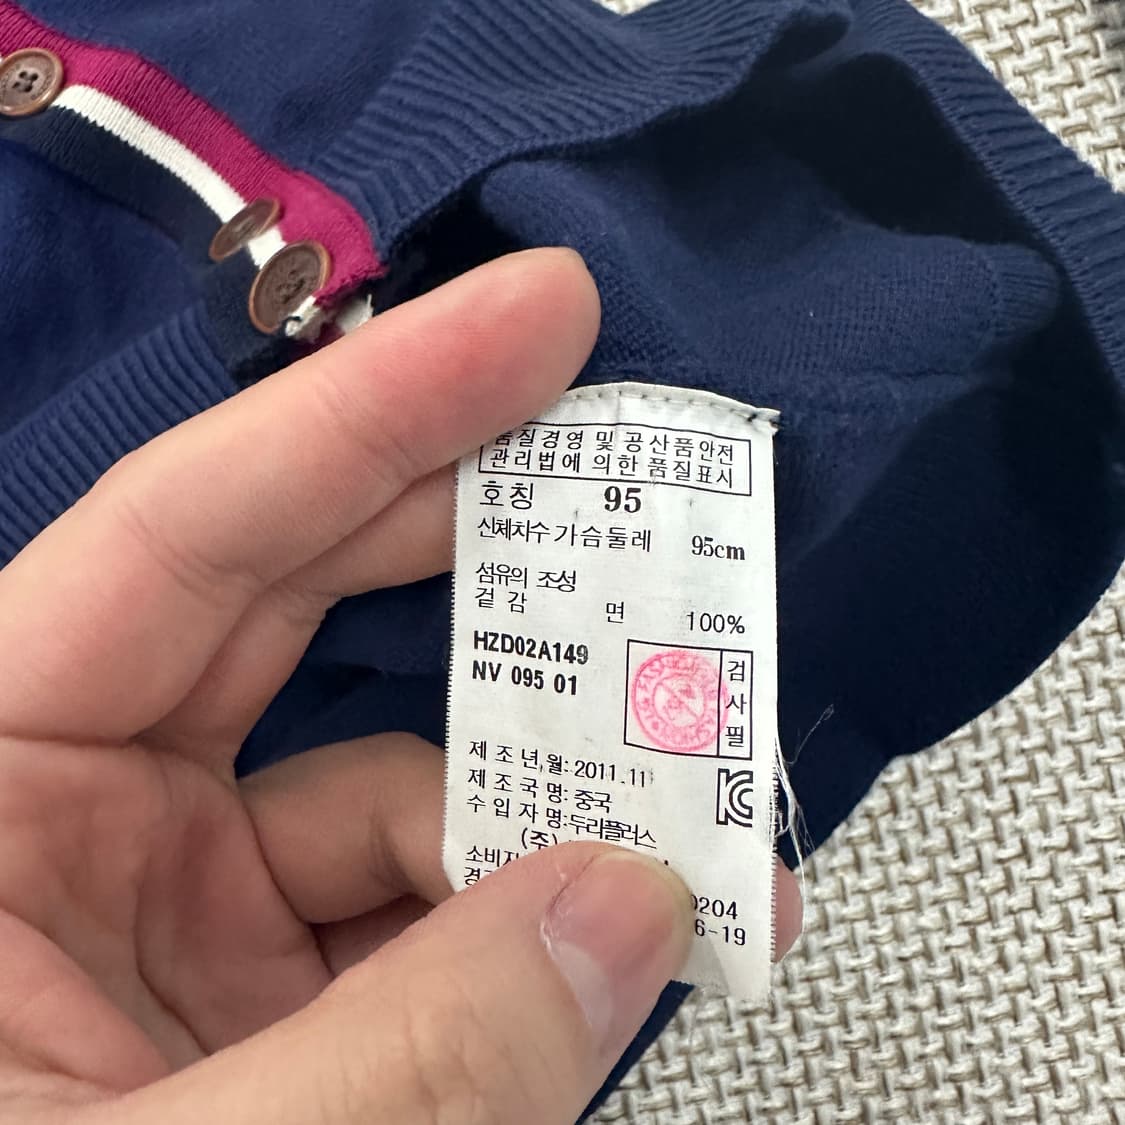 품질경영 및 공산품안전
관리법에 의한 품질표시
호칭 95
신체치수 가슴둘레 95cm
섬유의 조성
겉감 면 100%
HZD02A149
NV 095 01
검
사
필
제조년,월:2011.11
제조국명:중국
수입자명:두리플러스
(주)
소비자
0204
6-19